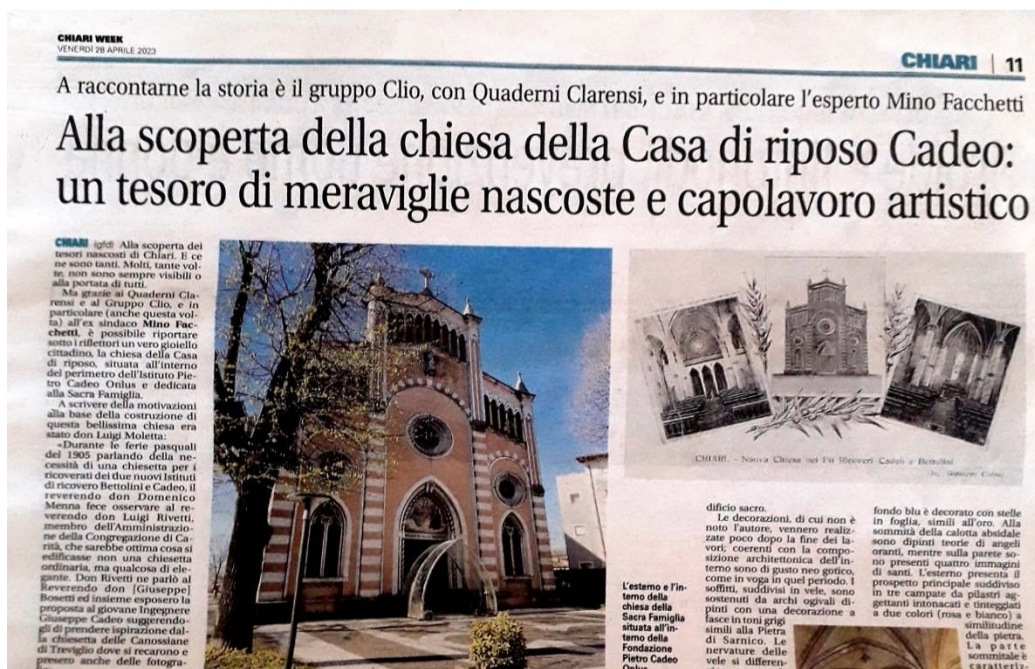 CHIARI WEEK
VENERDÌ 28 APRILE 2023
CHIARI | 11
A raccontarne la storia è il gruppo Clio, con Quaderni Clarensi, e in particolare l'esperto Mino Facchetti
Alla scoperta della chiesa della Casa di riposo Cadeo:
un tesoro di meraviglie nascoste e capolavoro artistico
CHIARI (gfd) Alla scoperta dei
tesori nascosti di Chiari. E ce
ne sono tanti. Molti, tante vol-
te, non sono sempre visibili o
alla portata di tutti.
Ma grazie ai Quaderni Cla-
rensi e al Gruppo Clio, e in
particolare (anche questa vol-
ta) all'ex sindaco Mino Fac-
chetti, è possibile riportare
sotto i riflettori un vero gioiello
cittadino, la chiesa della Casa
di riposo, situata all'interno
del perimetro dell'Istituto Pie-
tro Cadeo Onlus e dedicata
alla Sacra Famiglia.
A scrivere della motivazioni
alla base della costruzione di
questa bellissima chiesa era
stato don Luigi Moletta:
«Durante le ferie pasquali
del 1905 parlando della ne-
cessità di una chiesetta per i
ricoverati dei due nuovi Istituti
di ricovero Bettolini e Cadeo, il
reverendo don Domenico
Menna fece osservare al re-
verendo don Luigi Rivetti,
membro dell'Amministrazio-
ne della Congregazione di Ca-
rità, che sarebbe ottima cosa si
edificasse non una chiesetta
ordinaria, ma qualcosa di ele-
gante. Don Rivetti ne parlò al
Reverendo don [Giuseppe]
Bosetti ed insieme esposero la
proposta al giovane Ingegnere
Giuseppe Cadeo suggerendo-
gli di prendere ispirazione dal-
la chiesetta delle Canossiane
di Treviglio dove si recarono e
presero anche delle fotogra-
CHIARI. - Nuova Chiesa nei Pii Ricoveri Cadeo e Bettolini
L'esterno e l'in-
terno della
chiesa della
Sacra Famiglia
situata all'in-
terno della
Fondazione
Pietro Cadeo
Onlus
dificio sacro.
Le decorazioni, di cui non è
noto l'autore, vennero realiz-
zate poco dopo la fine dei la-
vori; coerenti con la compo-
sizione architettonica dell'in-
terno sono di gusto neo gotico,
come in voga in quel periodo. I
soffitti, suddivisi in vele, sono
sostenuti da archi ogivali di-
pinti con una decorazione a
fasce in toni grigi
simili alla Pietra
di Sarnico. Le
nervature delle
vele si differen-
fondo blu è decorato con stelle
in foglia, simili all'oro. Alla
sommità della calotta absidale
sono dipinti teorie di angeli
oranti, mentre sulla parete so-
no presenti quattro immagini
di santi. L'esterno presenta il
prospetto principale suddiviso
in tre campate da pilastri ag-
gettanti intonacati e tinteggiati
a due colori (rosa e bianco) a
similitudine
della pietra.
La parte
sommitale è